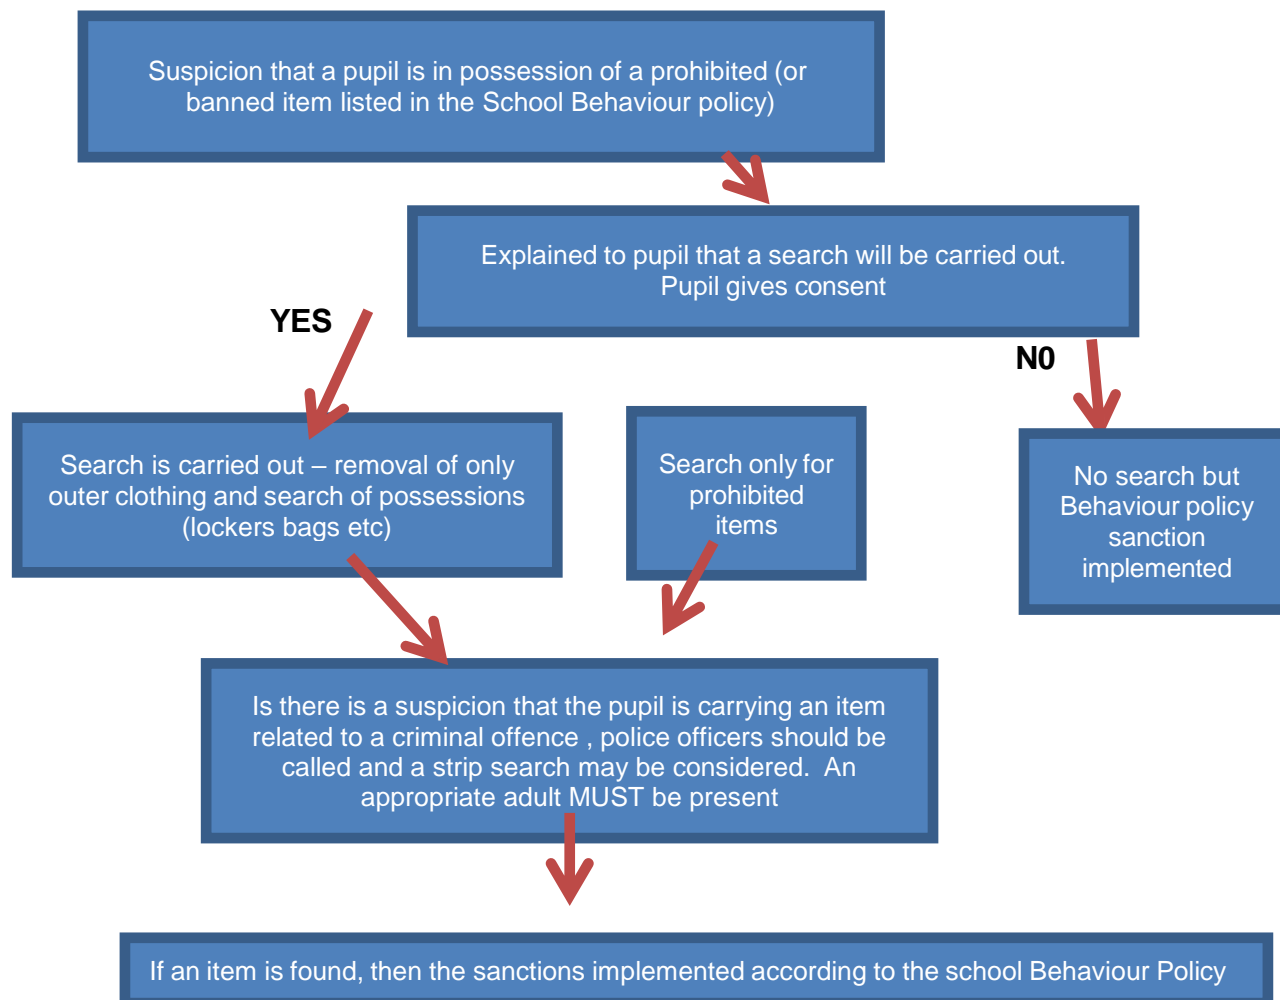 Suspicion that a pupil is in possession of a prohibited (or
banned item listed in the School Behaviour policy)
Explained to pupil that a search will be carried out.
Pupil gives consent
YES
N0
Search is carried out – removal of only
outer clothing and search of possessions
(lockers bags etc)
Search only for
prohibited
items
No search but
Behaviour policy
sanction
implemented
Is there is a suspicion that the pupil is carrying an item
related to a criminal offence , police officers should be
called and a strip search may be considered.  An
appropriate adult MUST be present
If an item is found, then the sanctions implemented according to the school Behaviour Policy